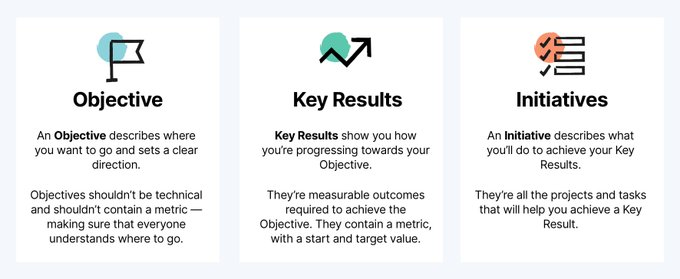 Objective
An Objective describes where
you want to go and sets a clear
direction.
Objectives shouldn't be technical
and shouldn't contain a metric —
making sure that everyone
understands where to go.
Key Results
Key Results show you how
you're progressing towards your
Objective.
They're measurable outcomes
required to achieve the
Objective. They contain a metric,
with a start and target value.
Initiatives
An Initiative describes what
you'll do to achieve your Key
Results.
They're all the projects and tasks
that will help you achieve a Key
Result.